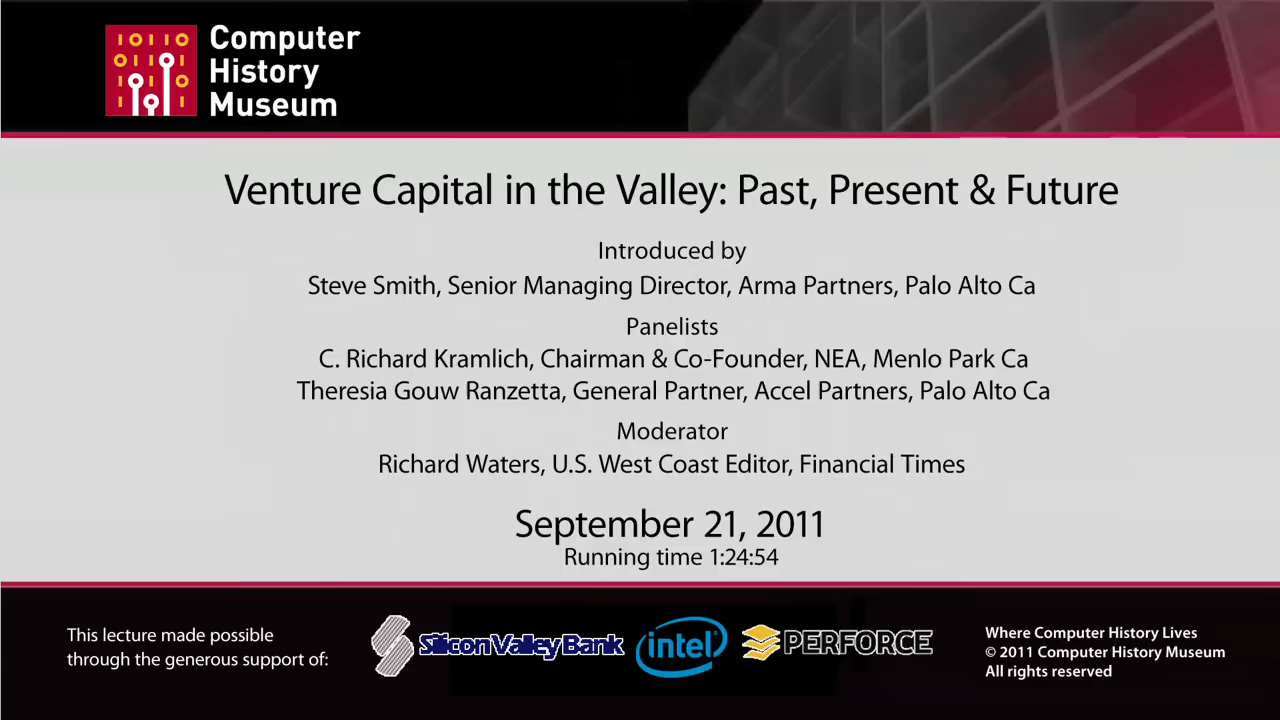 Computer
History
Museum
Venture Capital in the Valley: Past, Present & Future
Introduced by
Steve Smith, Senior Managing Director, Arma Partners, Palo Alto Ca
Panelists
C. Richard Kramlich, Chairman & Co-Founder, NEA, Menlo Park Ca
Theresia Gouw Ranzetta, General Partner, Accel Partners, Palo Alto Ca
Moderator
Richard Waters, U.S. West Coast Editor, Financial Times
September 21, 2011
Running time 1:24:54
This lecture made possible
through the generous support of:
Silicon Valley Bank
intel
PERFORCE
Where Computer History Lives
© 2011 Computer History Museum
All rights reserved